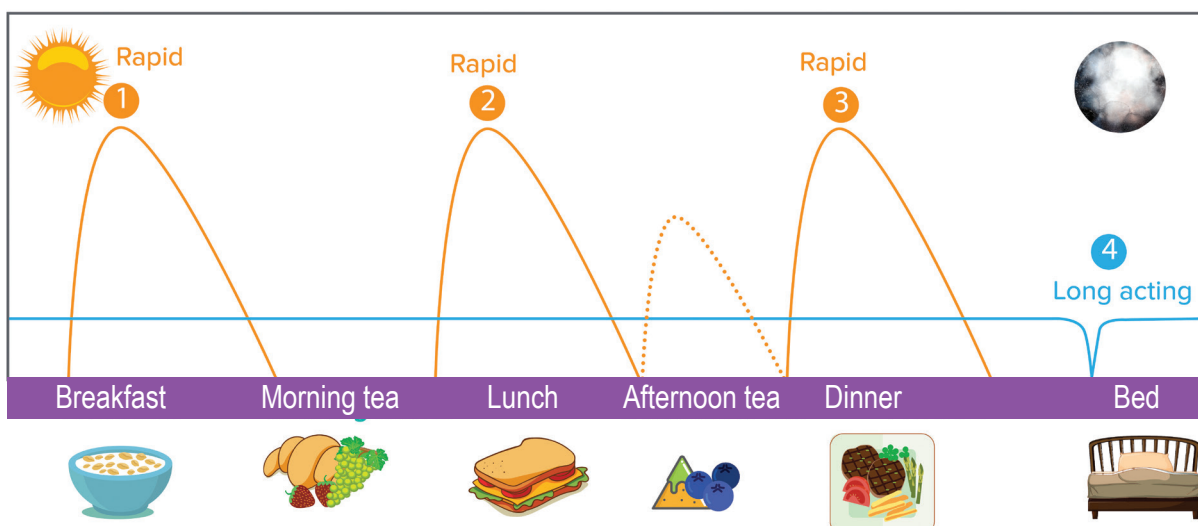 Rapid
1
Rapid
2
Rapid
3
4
Long acting
Breakfast
Morning tea
Lunch
Afternoon tea
Dinner
Bed